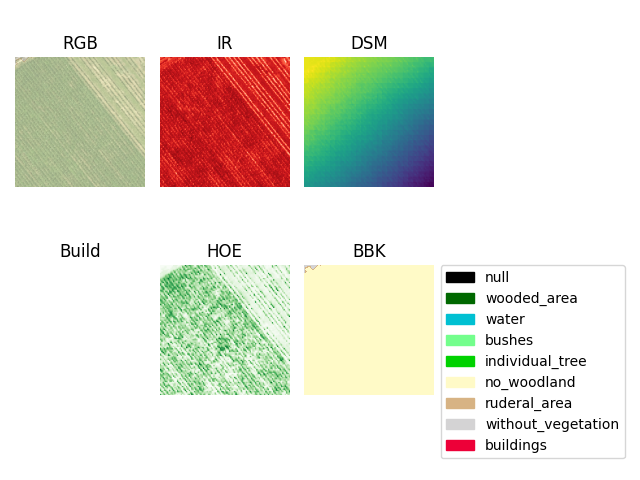 RGB
IR
DSM
Build
HOE
BBK
null
wooded_area
water
bushes
individual_tree
no_woodland
ruderal_area
without_vegetation
buildings